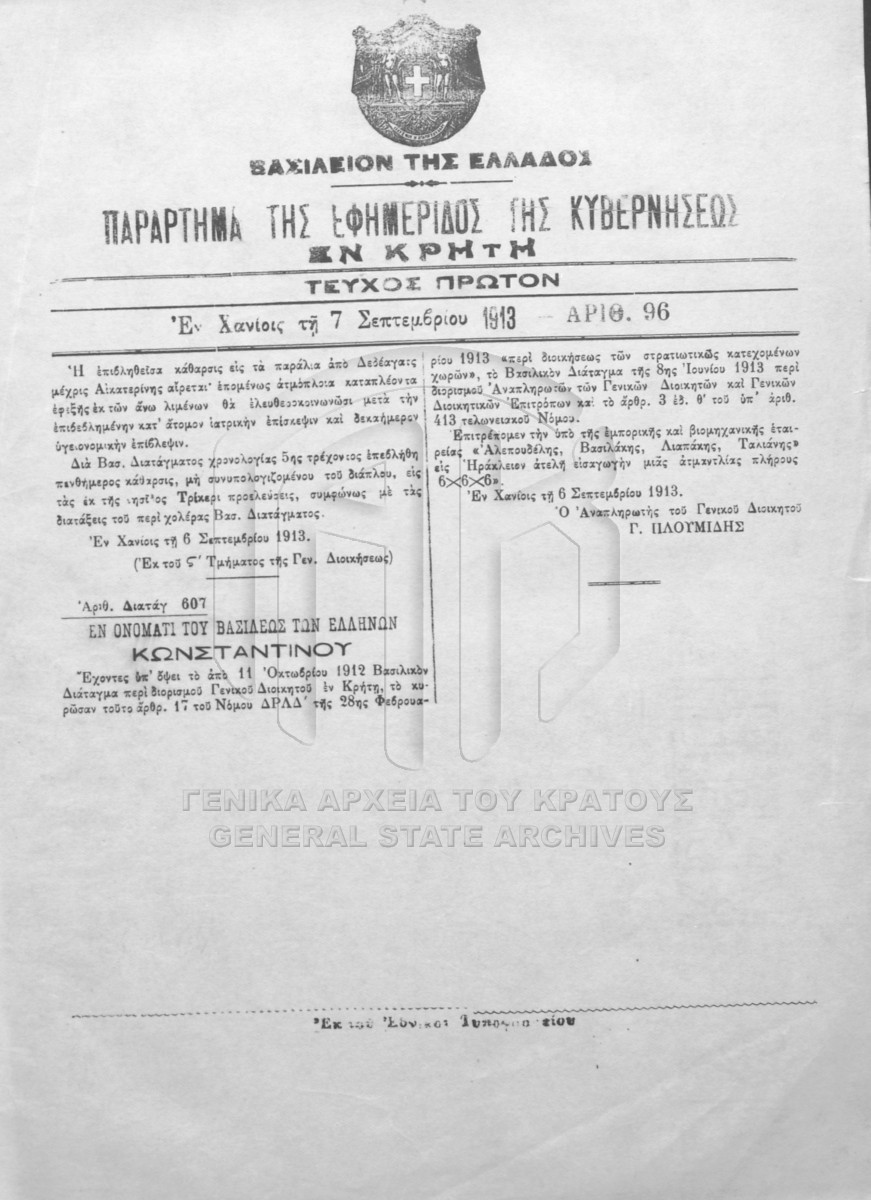 ΒΑΣΙΛΕΙΟΝ ΤΗΣ ΕΛΛΑΔΟΣ
ΠΑΡΑΡΤΗΜΑ ΤΗΣ ΕΦΗΜΕΡΙΔΟΣ ΤΗΣ ΚΥΒΕΡΝΗΣΕΩΣ
ΕΝ ΚΡΗΤΗ
ΤΕΥΧΟΣ ΠΡΩΤΟΝ
Ἐν Χανίοις τῇ 7 Σεπτεμβρίου 1913 — ΑΡΙΘ. 96
Ἡ ἐπιβληθεῖσα κάθαρσις εἰς τὰ παράλια ἀπὸ Δεδέαγατς
μέχρις Αἰκατερίνης αἴρεται· ἑπομένως ἀτμόπλοια καταπλέοντα
ἐφεξῆς ἐκ τῶν ἄνω λιμένων θὰ ἐλευθεροκοινωνῶσι μετὰ τὴν
ἐπιβεβλημένην κατ' ἄτομον ἰατρικὴν ἐπίσκεψιν καὶ δεκαήμερον
ὑγειονομικὴν ἐπίβλεψιν.
Διὰ Βασ. Διατάγματος χρονολογίας 5ης τρέχοντος ἐπεβλήθη
πενθήμερος κάθαρσις, μὴ συνυπολογιζομένου τοῦ διάπλου, εἰς
τὰς ἐκ τῆς νησῖδος Τρίκερι προελεύσεις, συμφώνως μὲ τὰς
διατάξεις τοῦ περὶ χολέρας Βασ. Διατάγματος.
Ἐν Χανίοις τῇ 6 Σεπτεμβρίου 1913.
(Ἐκ τοῦ Ϛ' Τμήματος τῆς Γεν. Διοικήσεως)
Ἀριθ. Διατάγ 607
ΕΝ ΟΝΟΜΑΤΙ ΤΟΥ ΒΑΣΙΛΕΩΣ ΤΩΝ ΕΛΛΗΝΩΝ
ΚΩΝΣΤΑΝΤΙΝΟΥ
Ἔχοντες ὑπ' ὄψει τὸ ἀπὸ 11 Ὀκτωβρίου 1912 Βασιλικὸν
Διάταγμα περὶ διορισμοῦ Γενικοῦ Διοικητοῦ ἐν Κρήτῃ, τὸ κυ-
ρῶσαν τοῦτο ἄρθρ. 17 τοῦ Νόμου ΔΡΛΔ' τῆς 28ης Φεβρουα-
ρίου 1913 «περὶ διοικήσεως τῶν στρατιωτικῶς κατεχομένων
χωρῶν», τὸ Βασιλικὸν Διάταγμα τῆς 8ης Ἰουνίου 1913 περὶ
διορισμοῦ Ἀναπληρωτῶν τῶν Γενικῶν Διοικητῶν καὶ Γενικῶν
Διοικητικῶν Ἐπιτρόπων καὶ τὸ ἄρθρ. 3 ἐδ. θ' τοῦ ὑπ' ἀριθ.
413 τελωνειακοῦ Νόμου.
Ἐπιτρέπομεν τὴν ὑπὸ τῆς ἐμπορικῆς καὶ βιομηχανικῆς ἑται-
ρείας «Ἀλεπουδέλης, Βασιλάκης, Λιαπάκης, Ταλιάνης»
εἰς Ἡράκλειον ἀτελῆ εἰσαγωγὴν μιᾶς ἀτμαντλίας πλήρους
6×6×6».
Ἐν Χανίοις τῇ 6 Σεπτεμβρίου 1913.
Ὁ Ἀναπληρωτὴς τοῦ Γενικοῦ Διοικητοῦ
Γ. ΠΛΟΥΜΙΔΗΣ
ΓΕΝΙΚΑ ΑΡΧΕΙΑ ΤΟΥ ΚΡΑΤΟΥΣ
GENERAL STATE ARCHIVES
Ἐκ τοῦ Ἐθνικοῦ Τυπογραφείου